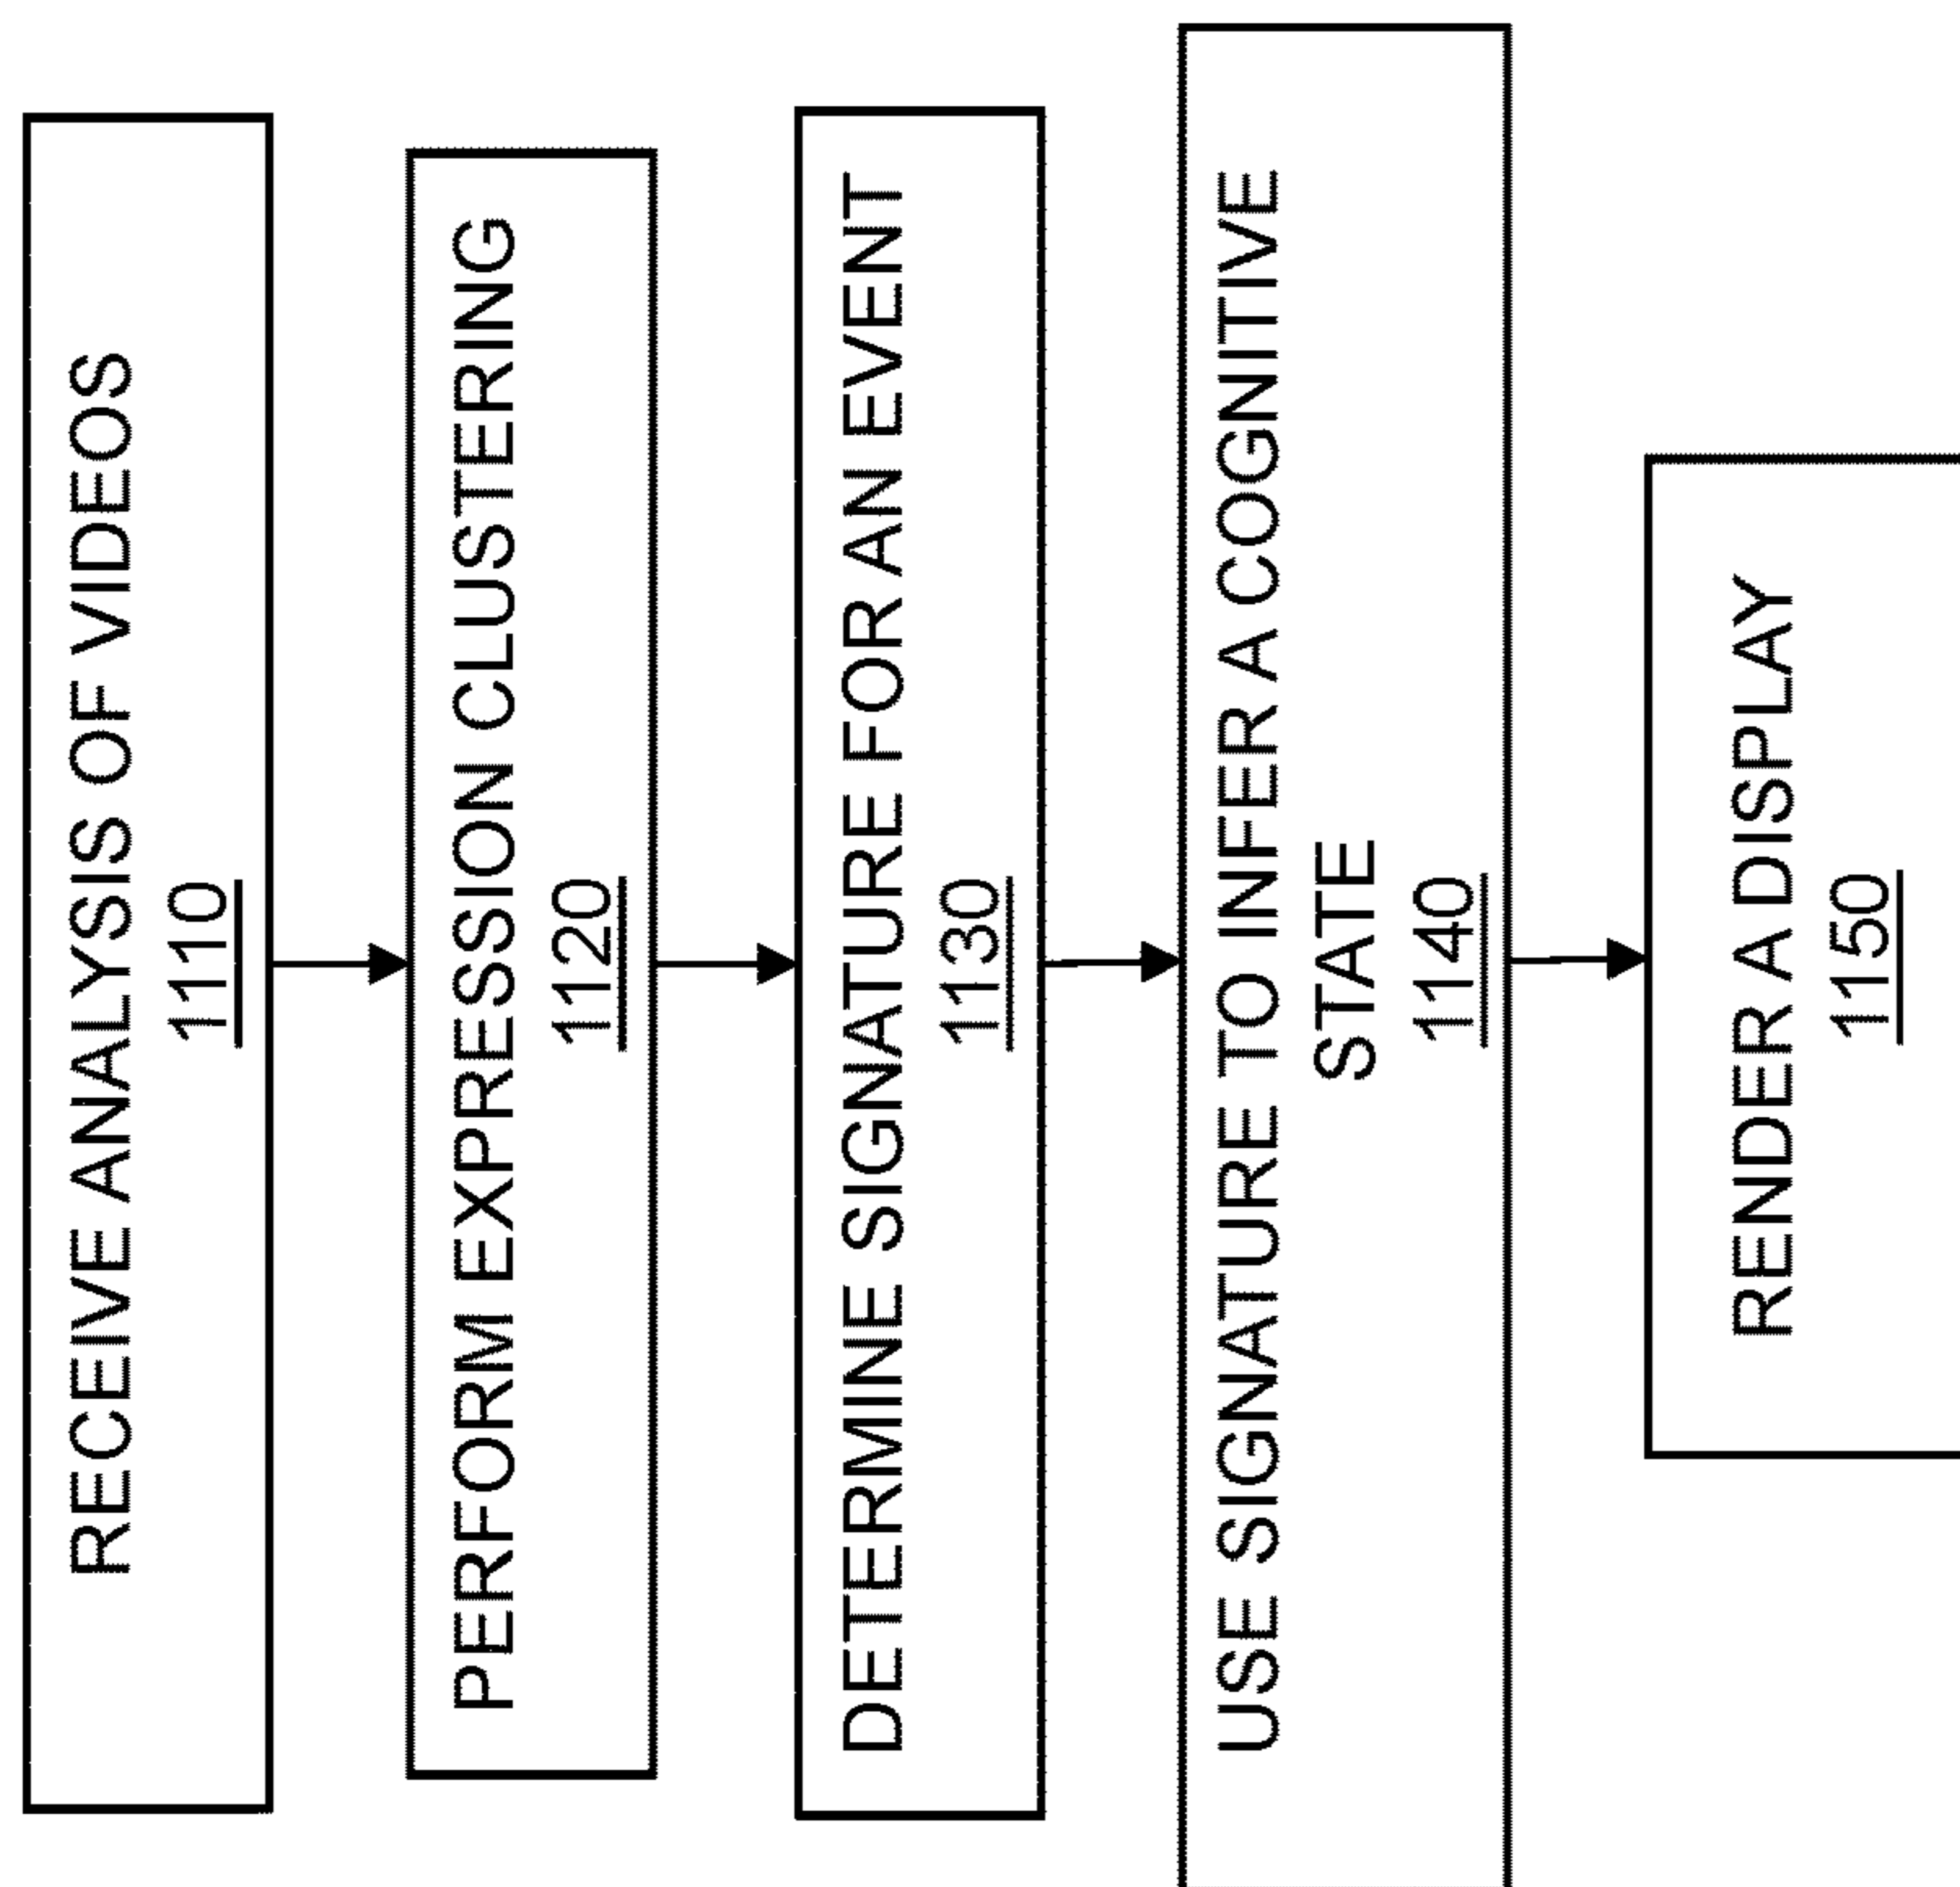 RECEIVE ANALYSIS OF VIDEOS
1110
PERFORM EXPRESSION CLUSTERING
1120
DETERMINE SIGNATURE FOR AN EVENT
1130
USE SIGNATURE TO INFER A COGNITIVE
STATE
1140
RENDER A DISPLAY
1150